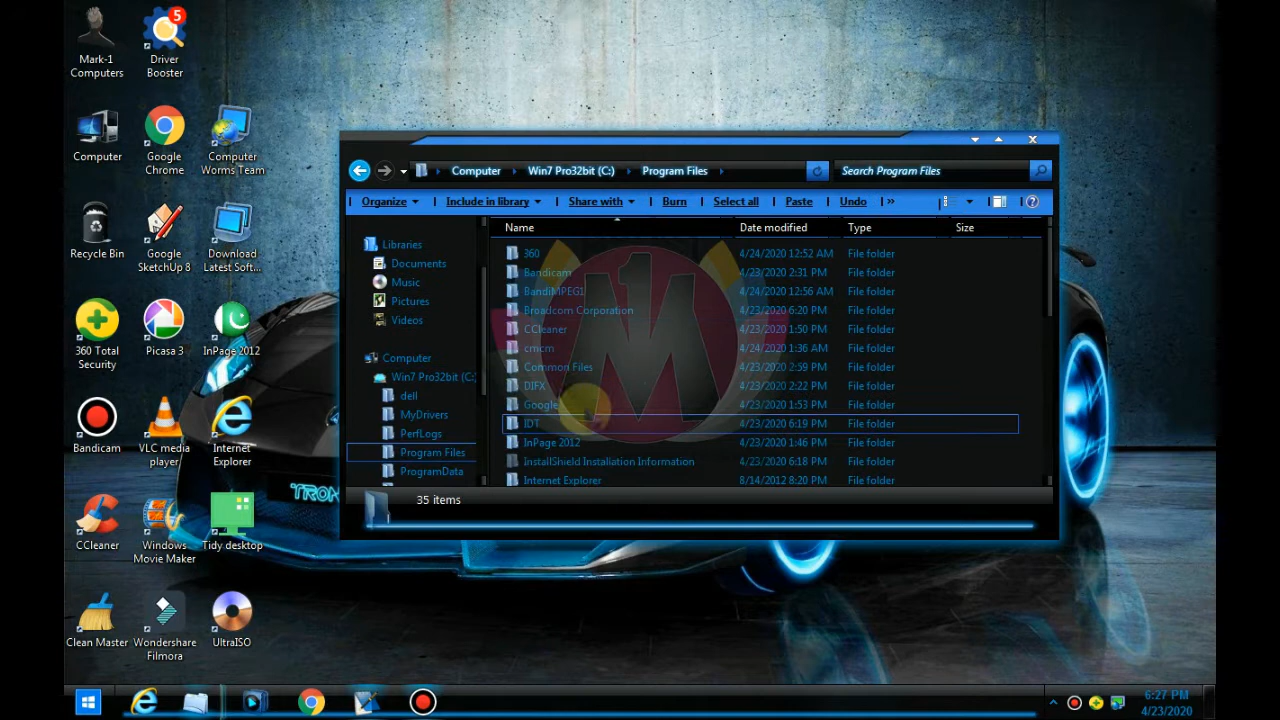 Mark-1
Computers
5
Driver
Booster
Computer
Google
Chrome
Computer
Worms Team
Recycle Bin
Google
SketchUp 8
Download
Latest Soft...
360 Total
Security
Picasa 3
InPage 2012
Bandicam
VLC media
player
Internet
Explorer
CCleaner
Windows
Movie Maker
Tidy desktop
Clean Master
Wondershare
Filmora
UltraISO
Computer Win7 Pro32bit (C:) Program Files
Search Program Files
Organize Include in library Share with Burn Select all Paste Undo »
Libraries
Documents
Music
Pictures
Videos
Computer
Win7 Pro32bit (C:
dell
MyDrivers
PerfLogs
Program Files
ProgramData
Name Date modified Type Size
360 4/24/2020 12:52 AM File folder
Bandicam 4/23/2020 2:31 PM File folder
BandiMPEG1 4/24/2020 12:56 AM File folder
Broadcom Corporation 4/23/2020 6:20 PM File folder
CCleaner 4/23/2020 1:50 PM File folder
cmcm 4/24/2020 1:36 AM File folder
Common Files 4/23/2020 2:59 PM File folder
DIFX 4/23/2020 2:22 PM File folder
Google 4/23/2020 1:53 PM File folder
IDT 4/23/2020 6:19 PM File folder
InPage 2012 4/23/2020 1:46 PM File folder
InstallShield Installation Information 4/23/2020 6:18 PM File folder
Internet Explorer 8/14/2012 8:20 PM File folder
1
M
35 items
TRON
6:27 PM
4/23/2020